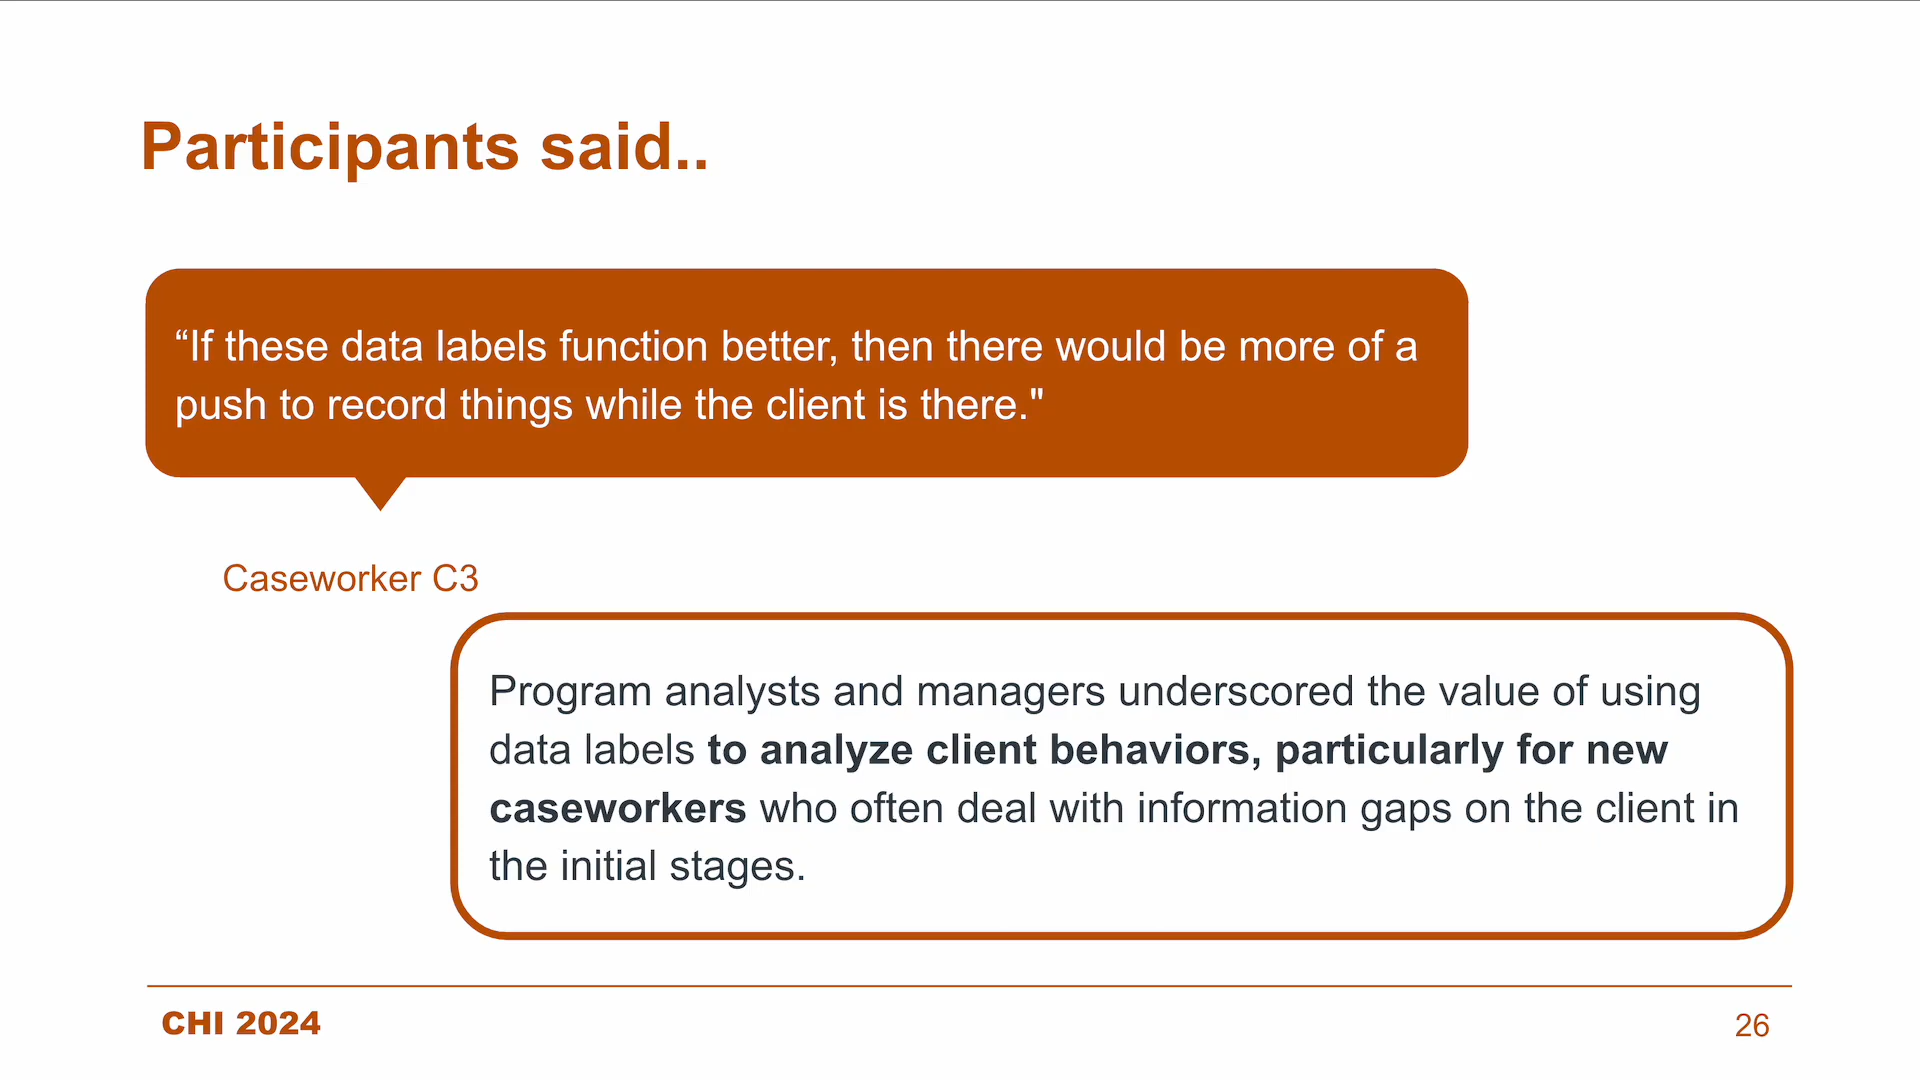 Participants said..
“If these data labels function better, then there would be more of a
push to record things while the client is there."
Caseworker C3
Program analysts and managers underscored the value of using
data labels to analyze client behaviors, particularly for new
caseworkers who often deal with information gaps on the client in
the initial stages.
CHI 2024
26